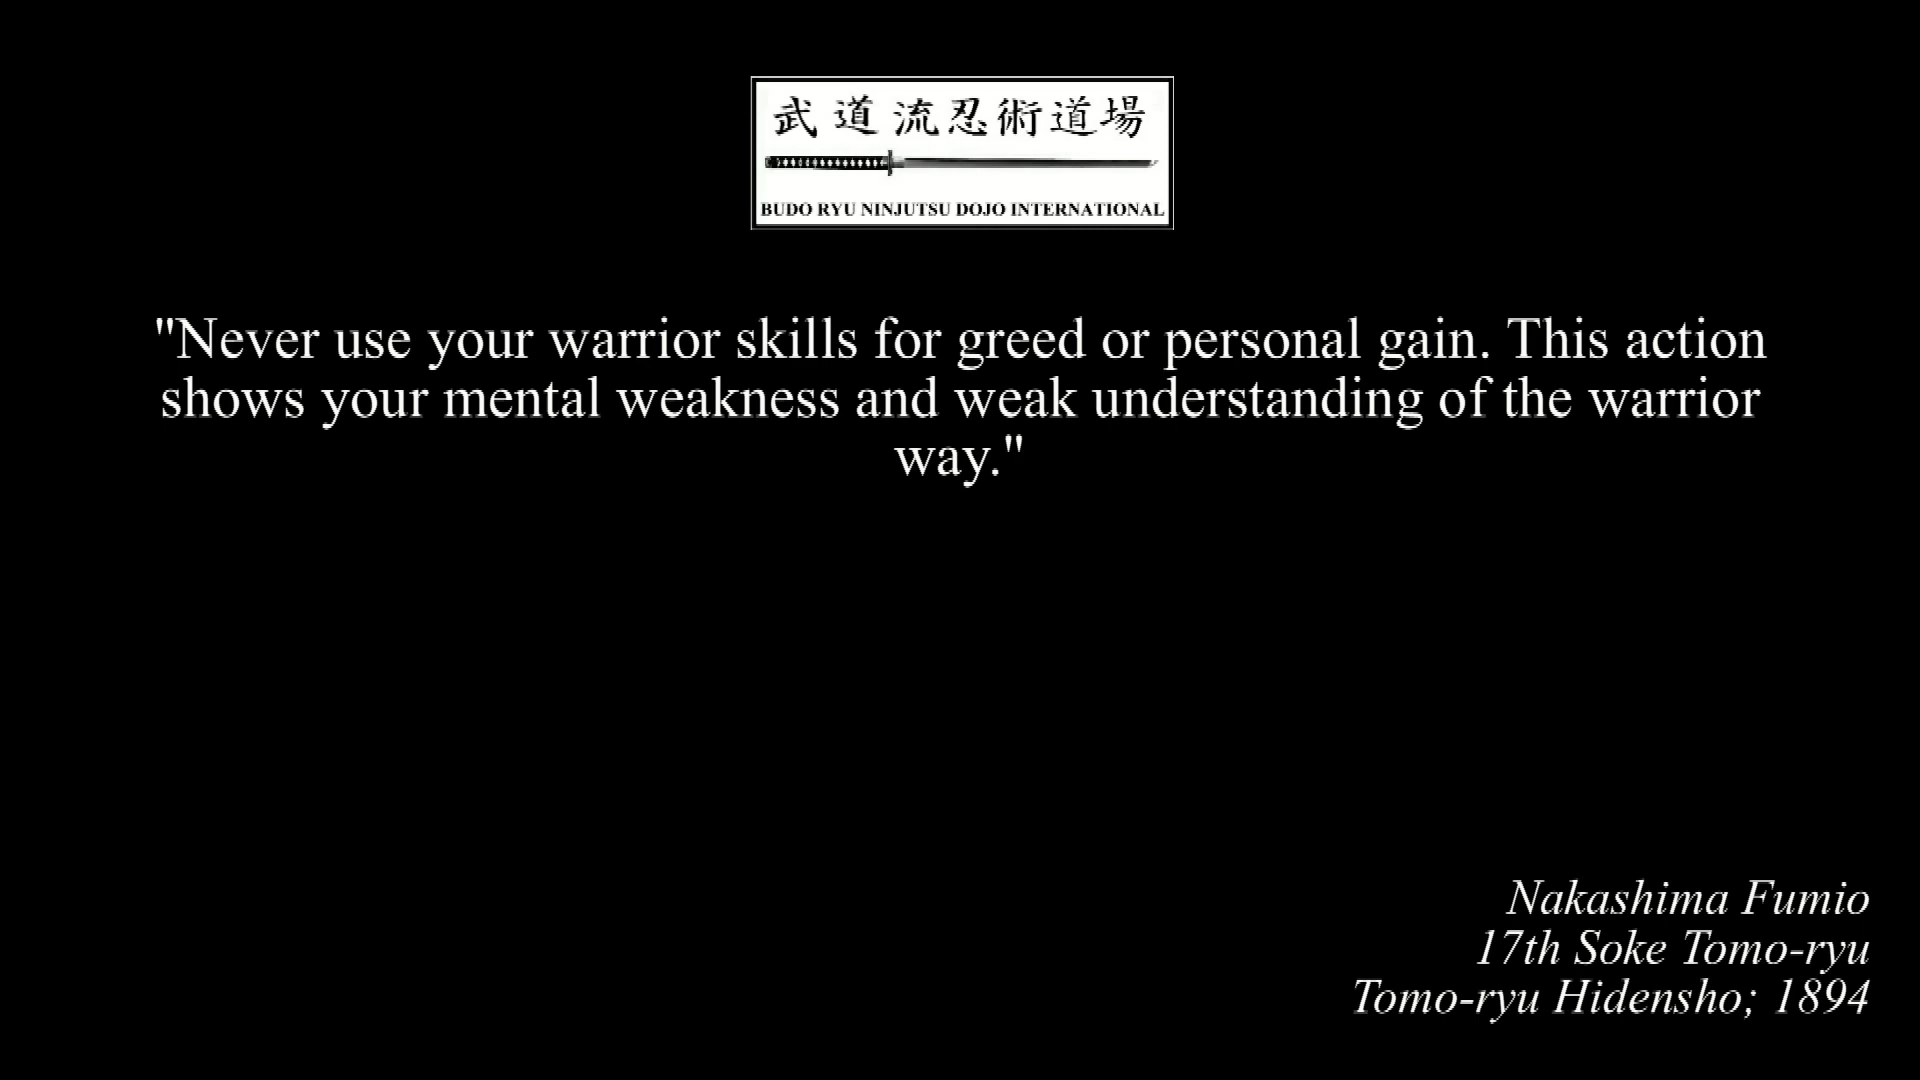 武道流忍術道場
BUDO RYU NINJUTSU DOJO INTERNATIONAL
"Never use your warrior skills for greed or personal gain. This action
shows your mental weakness and weak understanding of the warrior
way."
Nakashima Fumio
17th Soke Tomo-ryu
Tomo-ryu Hidensho; 1894